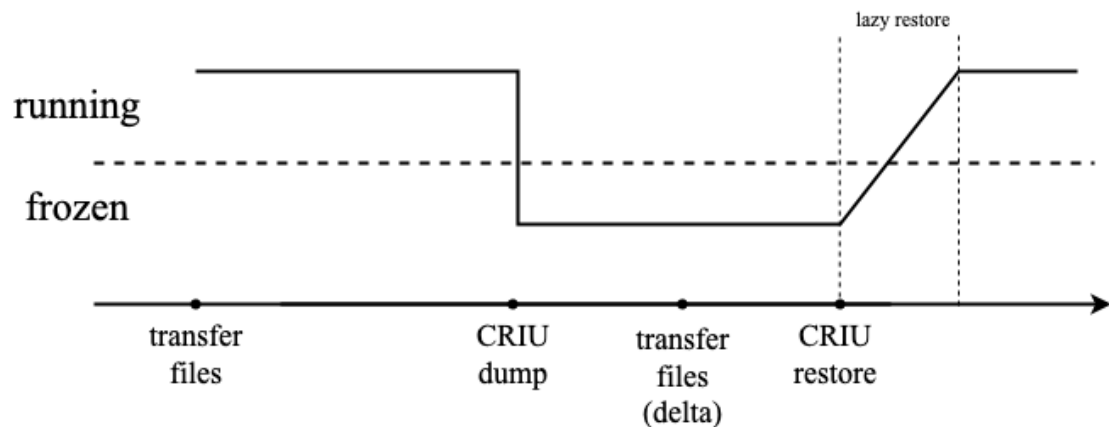 lazy restore
running
frozen
transfer
files
CRIU
dump
transfer
files
(delta)
CRIU
restore